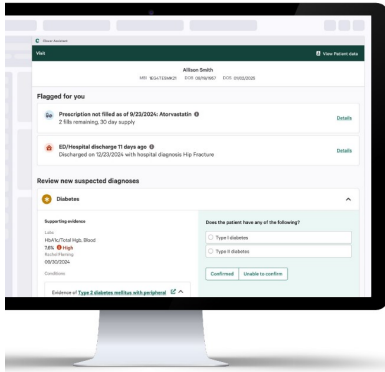 Visit
View Patient data
Allison Smith
Flagged for you
Prescription not filled as of 9/23/2024: Atorvastatin
2 fills remaining, 30 day supply
Details
ED/Hospital discharge 11 days ago
Discharged on 12/23/2024 with hospital diagnosis Hip Fracture
Details
Review new suspected diagnoses
Diabetes
Supporting evidence
Labs
HbA1c/Total Hgb, Blood
7.6% High
09/30/2024
Conditions
Evidence of Type 2 diabetes mellitus with peripheral
Does the patient have any of the following?
Type I diabetes
Type II diabetes
Confirmed
Unable to confirm